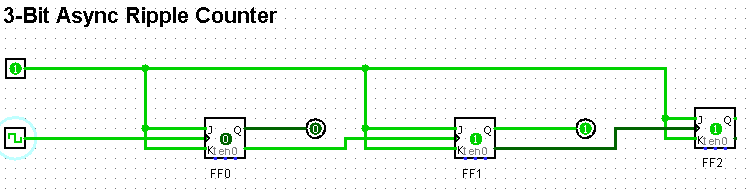 3-Bit Async Ripple Counter
1
J Q
0
K en 0
FF0
0
J Q
1
K en 0
FF1
1
J Q
1
K en 0
FF2